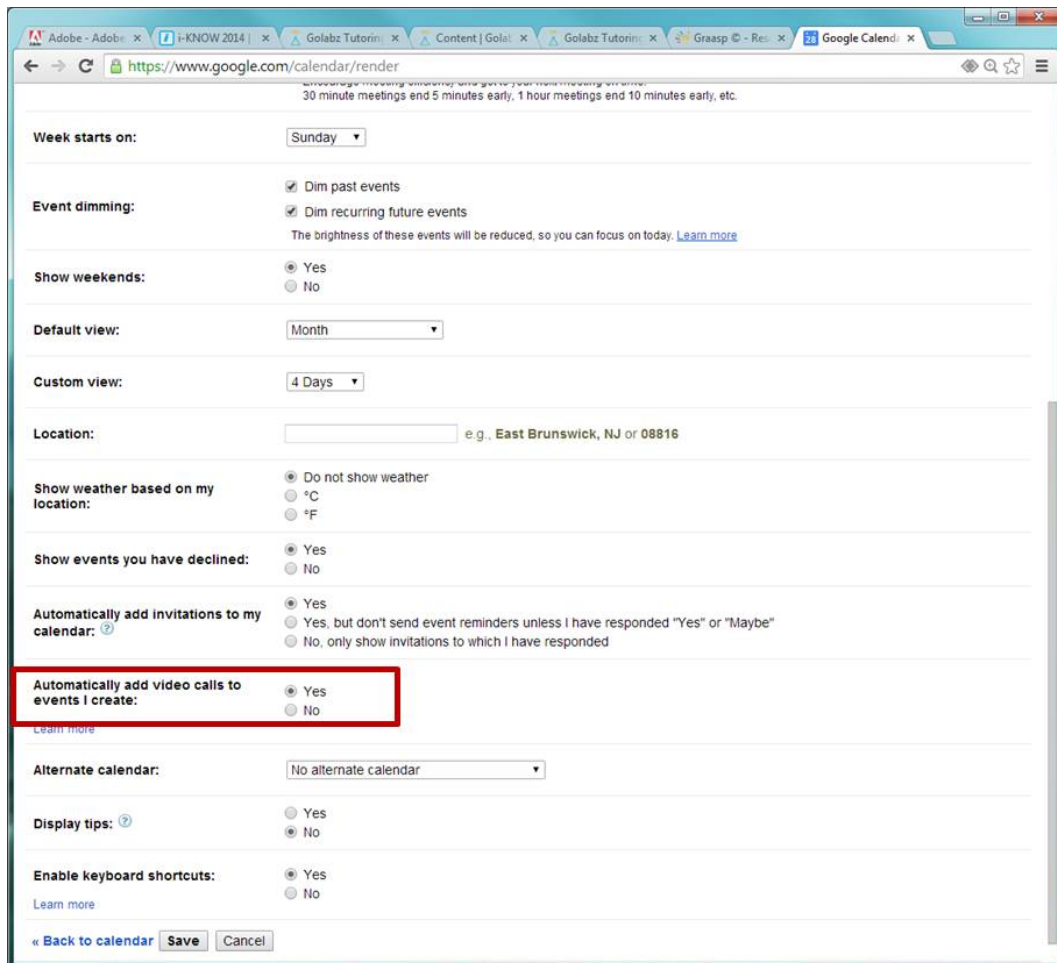 Adobe - Adobe
i-KNOW 2014 |
Golabz Tutoring
Content | Golab
Golabz Tutoring
Graasp © - Res
28
Google Calenda
https://www.google.com/calendar/render
30 minute meetings end 5 minutes early, 1 hour meetings end 10 minutes early, etc.
Week starts on: Sunday
Dim past events
Event dimming:
Dim recurring future events
The brightness of these events will be reduced, so you can focus on today. Learn more
Show weekends:
Yes
No
Default view: Month
Custom view: 4 Days
Location: e.g., East Brunswick, NJ or 08816
Show weather based on my
location:
Do not show weather
°C
°F
Show events you have declined:
Yes
No
Automatically add invitations to my
calendar: ?
Yes
Yes, but don't send event reminders unless I have responded "Yes" or "Maybe"
No, only show invitations to which I have responded
Automatically add video calls to
events I create:
Yes
No
Learn more
Alternate calendar: No alternate calendar
Display tips: ?
Yes
No
Enable keyboard shortcuts:
Yes
No
Learn more
« Back to calendar Save Cancel